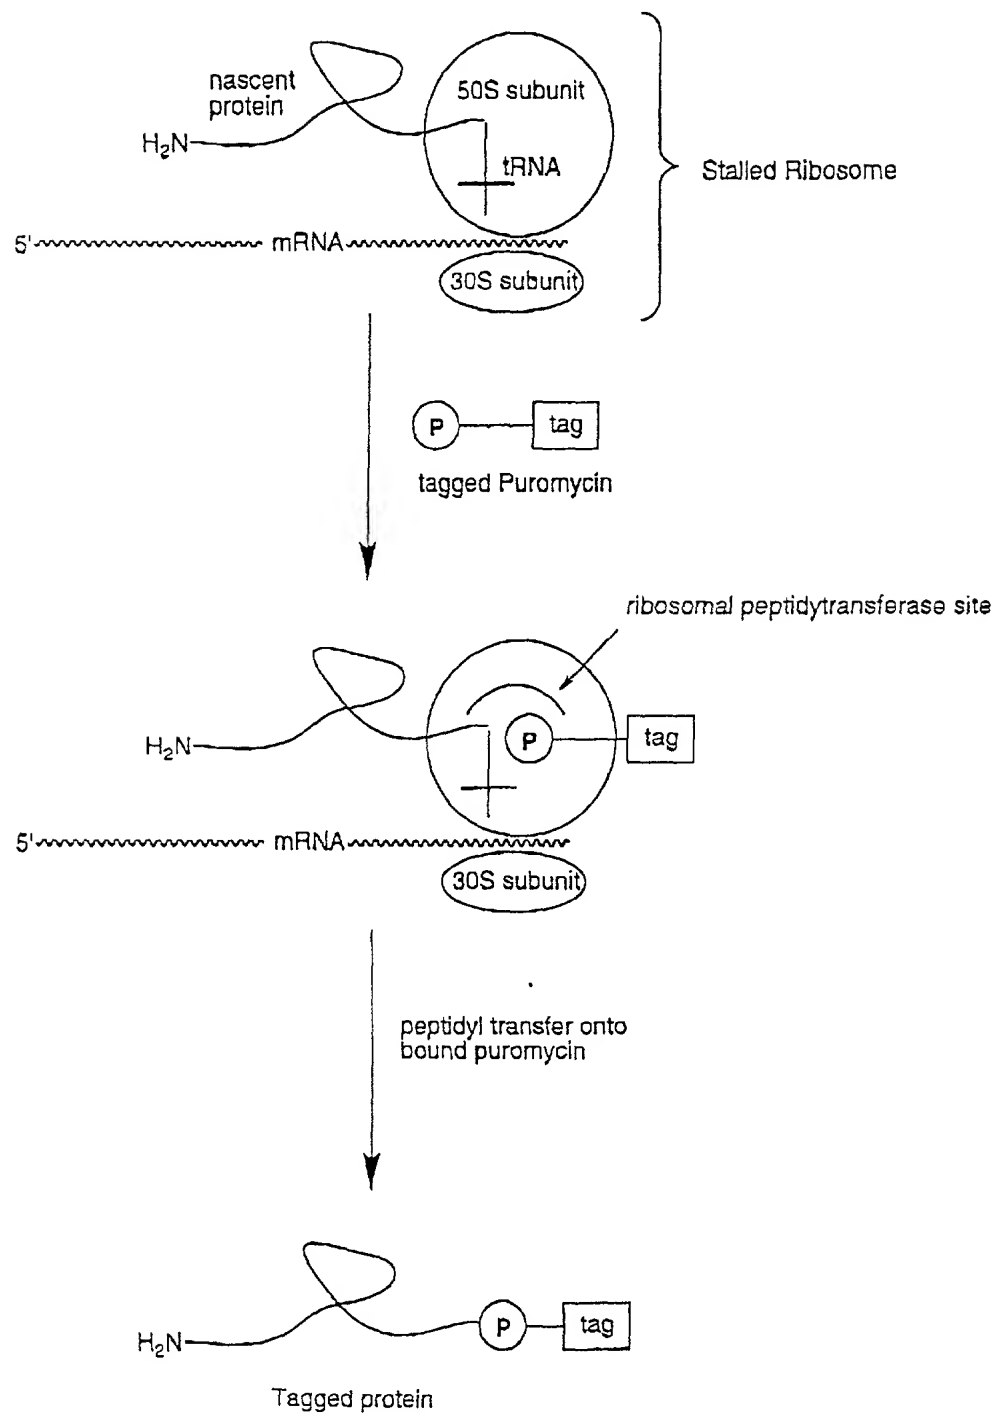 nascent
protein
50S subunit
H₂N
tRNA
Stalled Ribosome
5'
mRNA
30S subunit
P
tag
tagged Puromycin
ribosomal peptidytransferase site
H₂N
P
tag
5'
mRNA
30S subunit
peptidyl transfer onto
bound puromycin
H₂N
P
tag
Tagged protein